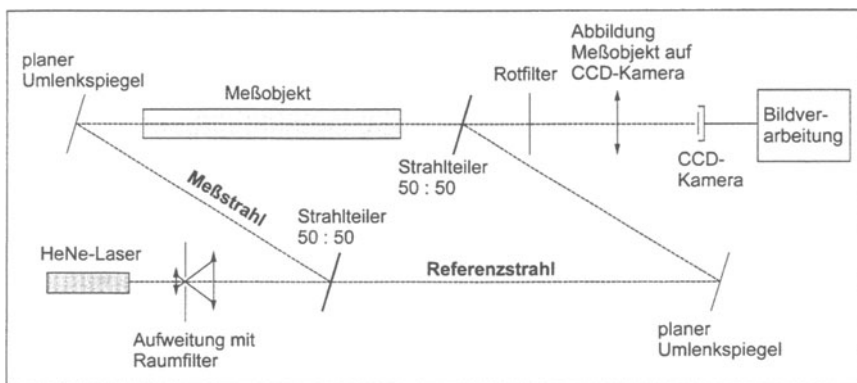 planer
Umlenkspiegel
Meßobjekt
Rotfilter
Abbildung
Meßobjekt auf
CCD-Kamera
Bildver-
arbeitung
CCD-
Kamera
Strahlteiler
50 : 50
Meßstrahl
Strahlteiler
50 : 50
HeNe-Laser
Referenzstrahl
Aufweitung mit
Raumfilter
planer
Umlenkspiegel